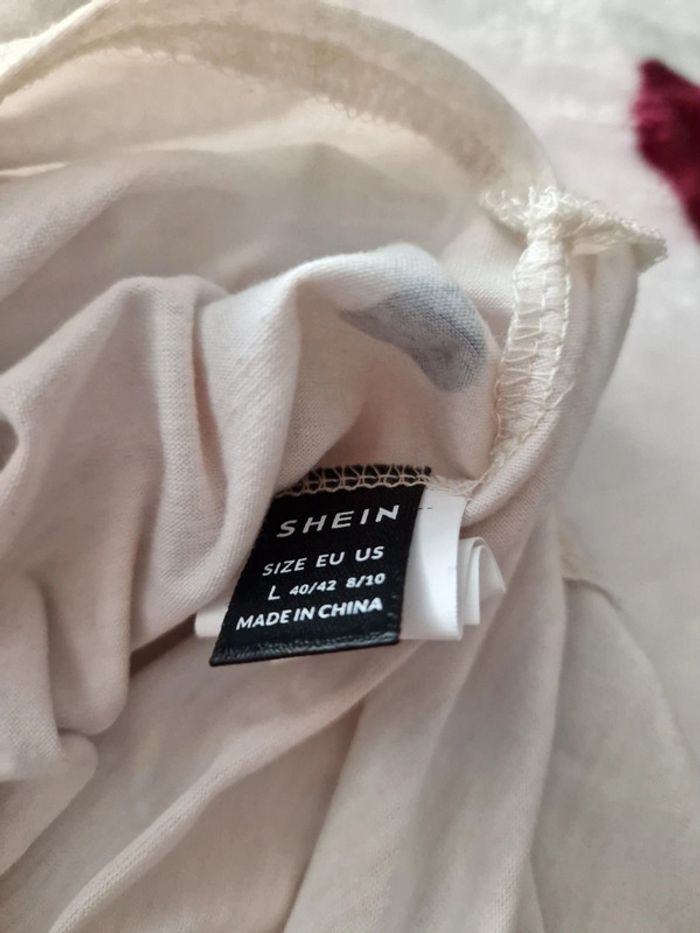 SHEIN
SIZE EU US
L 40/42 8/10
MADE IN CHINA